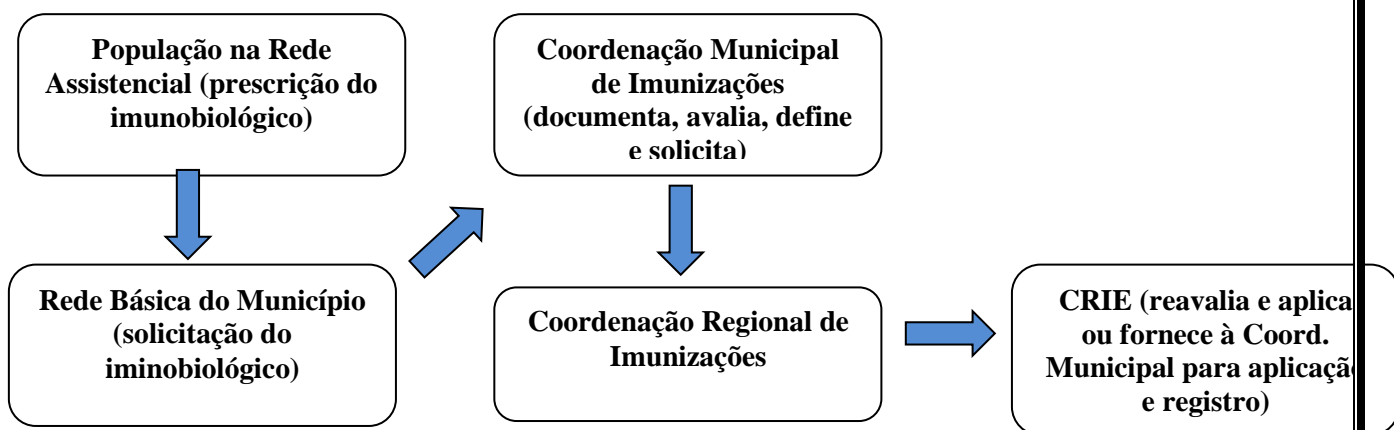 População na Rede
Assistencial (prescrição do
imunobiológico)
Rede Básica do Município
(solicitação do
iminobiológico)
Coordenação Municipal
de Imunizações
(documenta, avalia, define
e solicita)
Coordenação Regional de
Imunizações
CRIE (reavalia e aplica
ou fornece à Coord.
Municipal para aplicação
e registro)